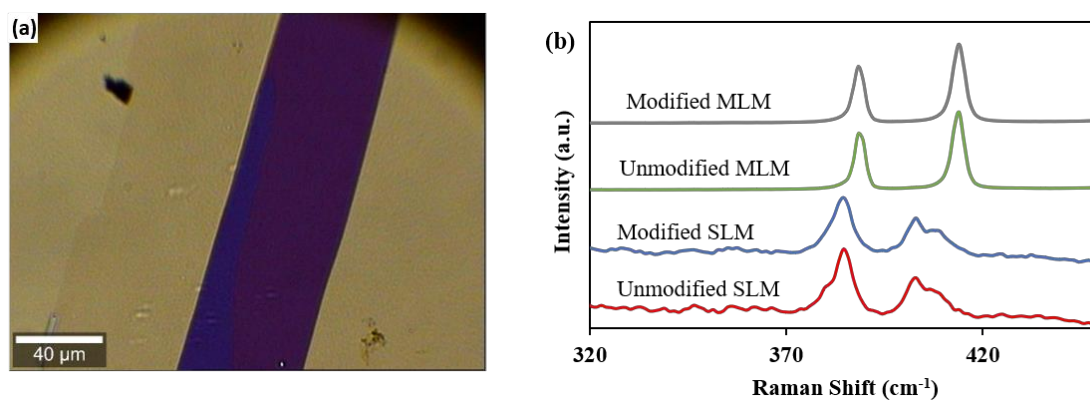 (a)
40 µm
(b)
Modified MLM
Unmodified MLM
Modified SLM
Unmodified SLM
Intensity (a.u.)
320
370
420
Raman Shift (cm⁻¹)